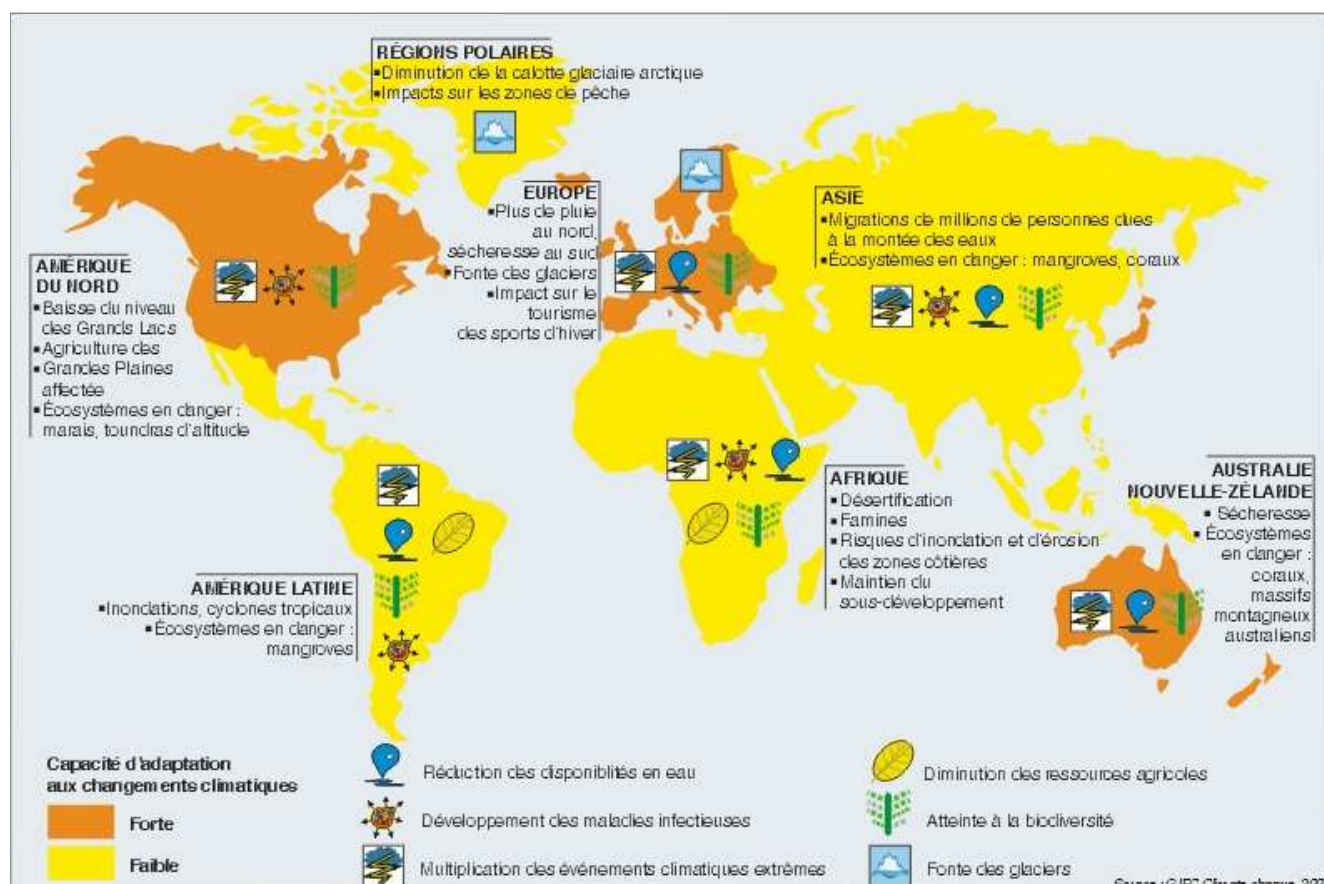 RÉGIONS POLAIRES
▪Diminution de la calotte glaciaire arctique
▪Impacts sur les zones de pêche
EUROPE
▪Plus de pluie
au nord,
sécheresse au sud
▪Fonte des glaciers
▪Impact sur le
tourisme
des sports d'hiver
ASIE
▪Migrations de millions de personnes dues
à la montée des eaux
▪Écosystèmes en danger : mangroves, coraux
AMÉRIQUE
DU NORD
▪Baisse du niveau
des Grands Lacs
▪Agriculture des
▪Grandes Plaines
affectée
▪Écosystèmes en danger :
marais, toundras d'altitude
AFRIQUE
▪Désertification
▪Famines
▪Risques d'inondation et d'érosion
des zones côtières
▪Maintien du
sous-développement
AUSTRALIE
NOUVELLE-ZÉLANDE
▪Sécheresse
▪Écosystèmes
en danger :
coraux,
massifs
montagneux
australiens
AMÉRIQUE LATINE
▪Inondations, cyclones tropicaux
▪Écosystèmes en danger :
mangroves
Capacité d'adaptation
aux changements climatiques
Forte
Faible
Réduction des disponiblités en eau
Développement des maladies infectieuses
Multiplication des événements climatiques extrêmes
Diminution des ressources agricoles
Atteinte à la biodiversité
Fonte des glaciers